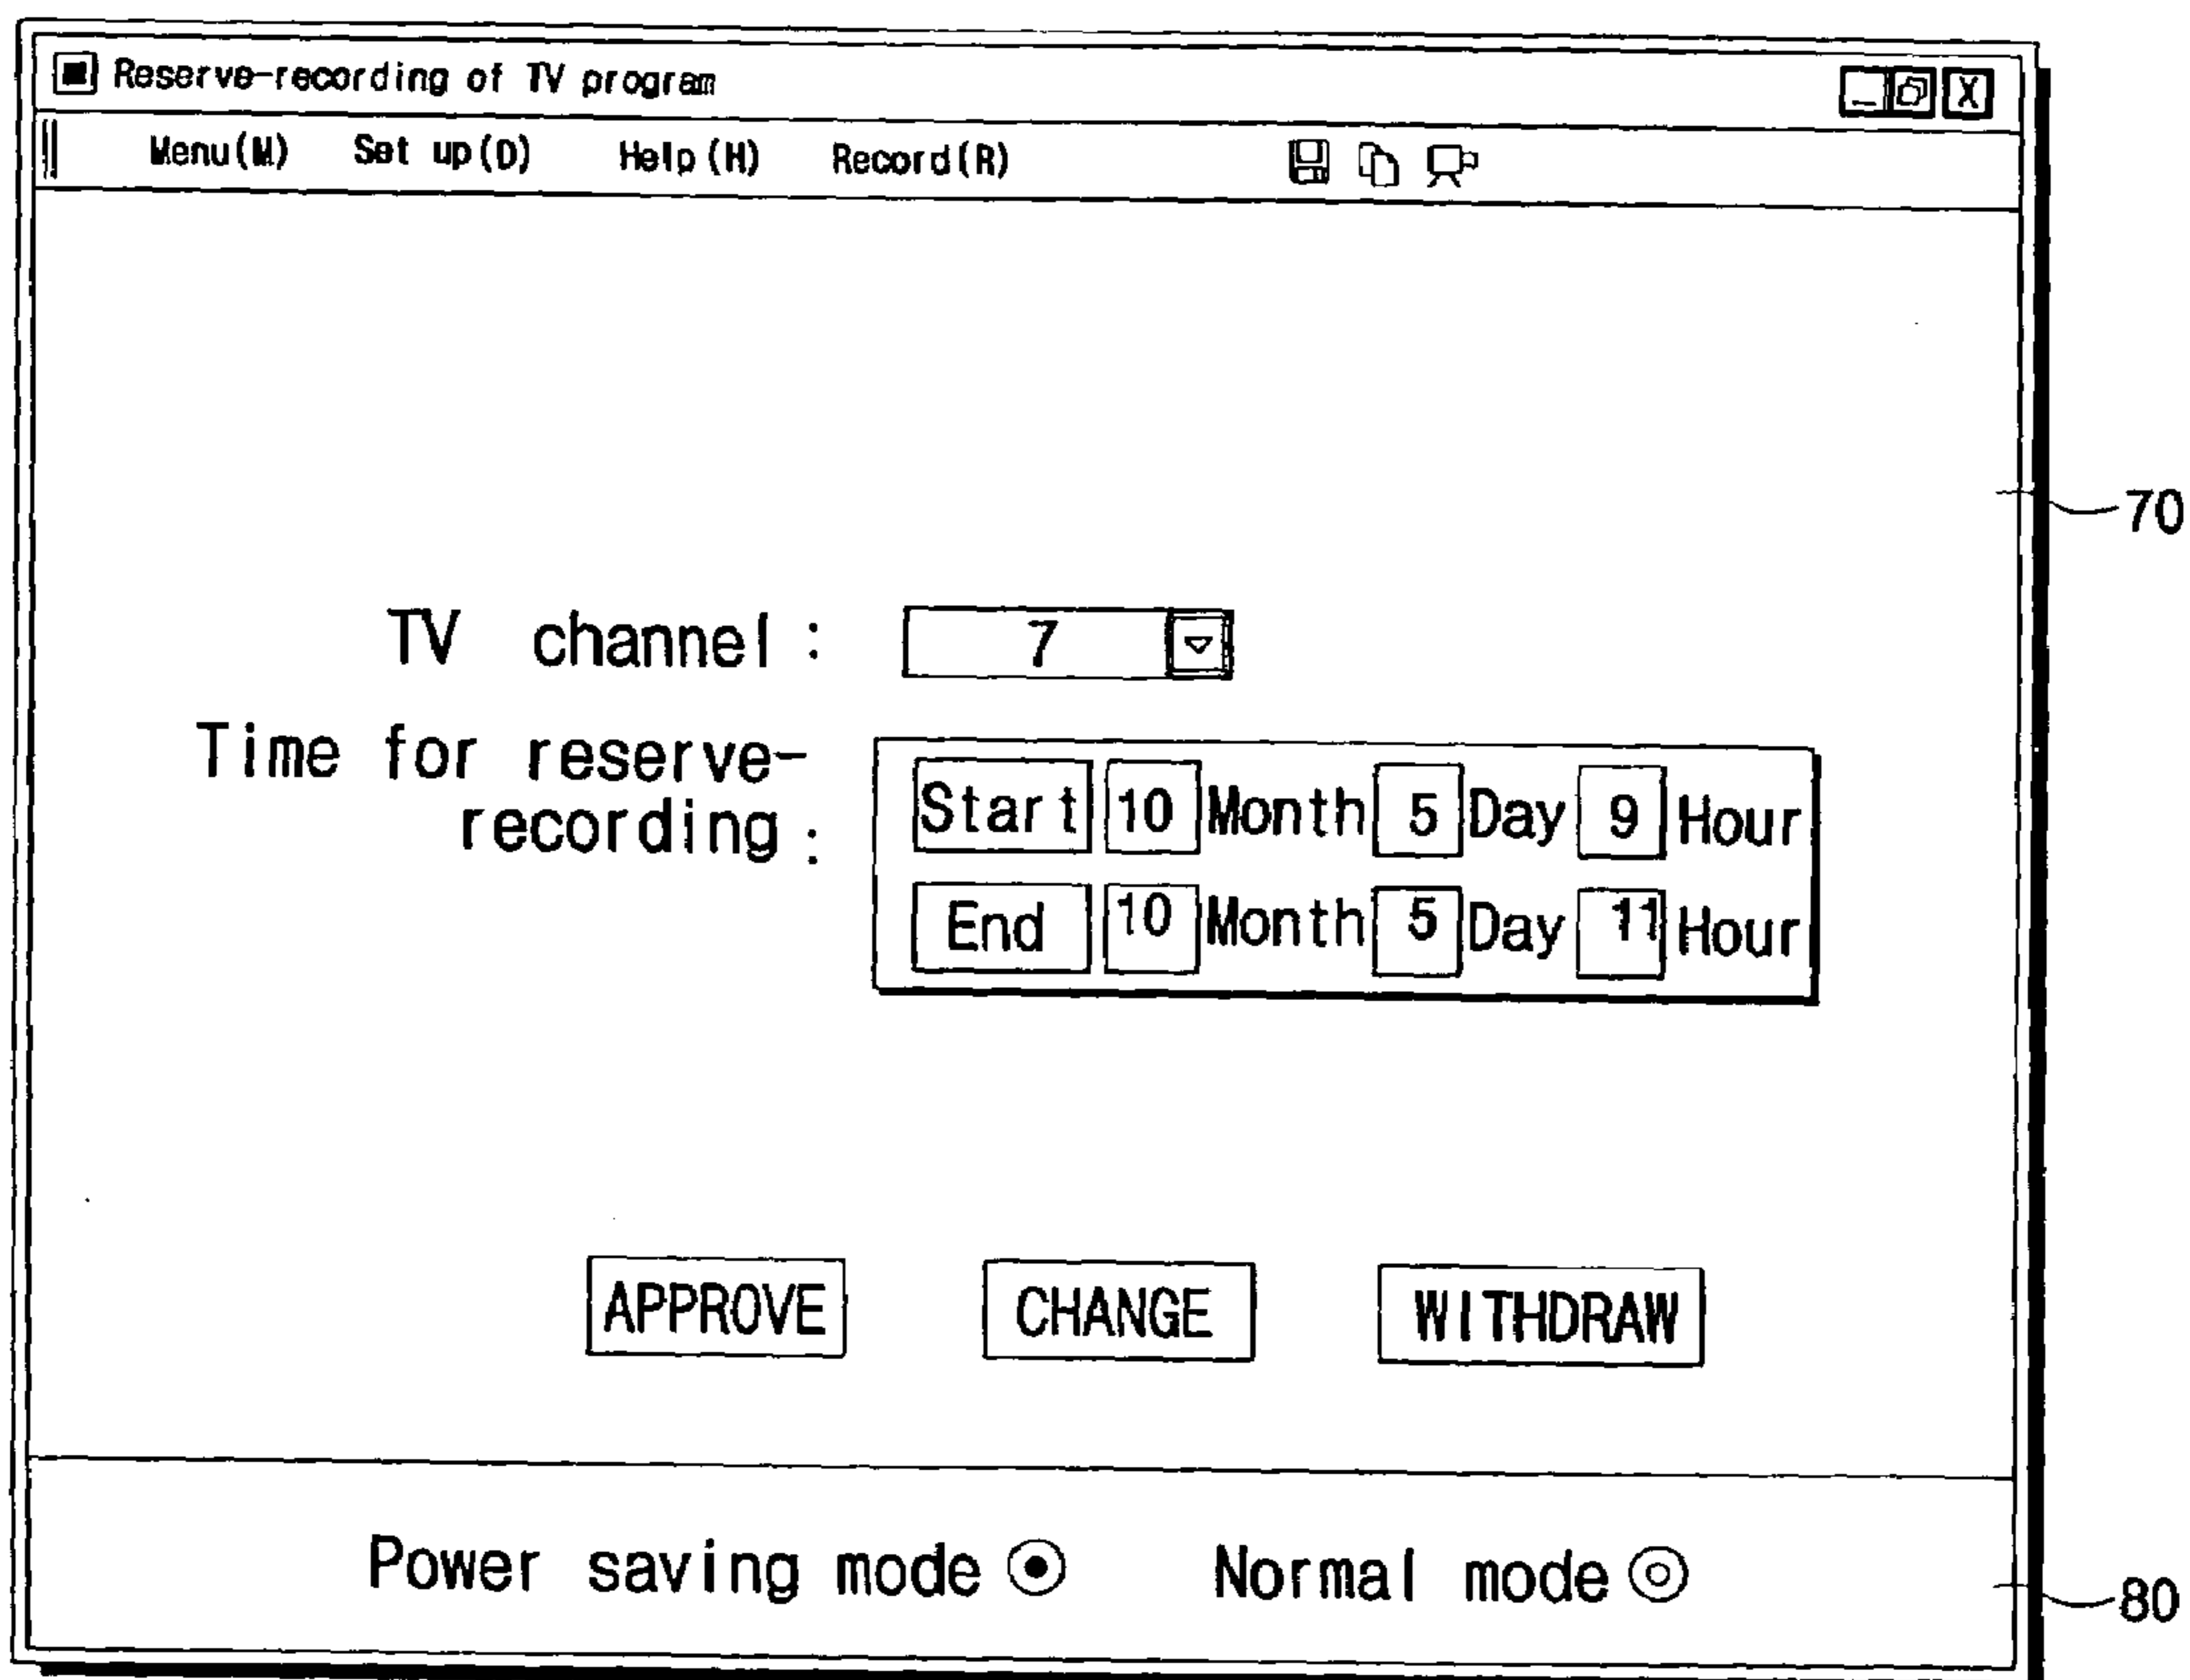 Reserve-recording of TV program
X
Menu(M) Set up(D) Help(H) Record(R)
70
TV channel : 7
Time for reserve-
recording :
Start 10 Month 5 Day 9 Hour
End 10 Month 5 Day 11 Hour
APPROVE CHANGE WITHDRAW
Power saving mode Normal mode
80